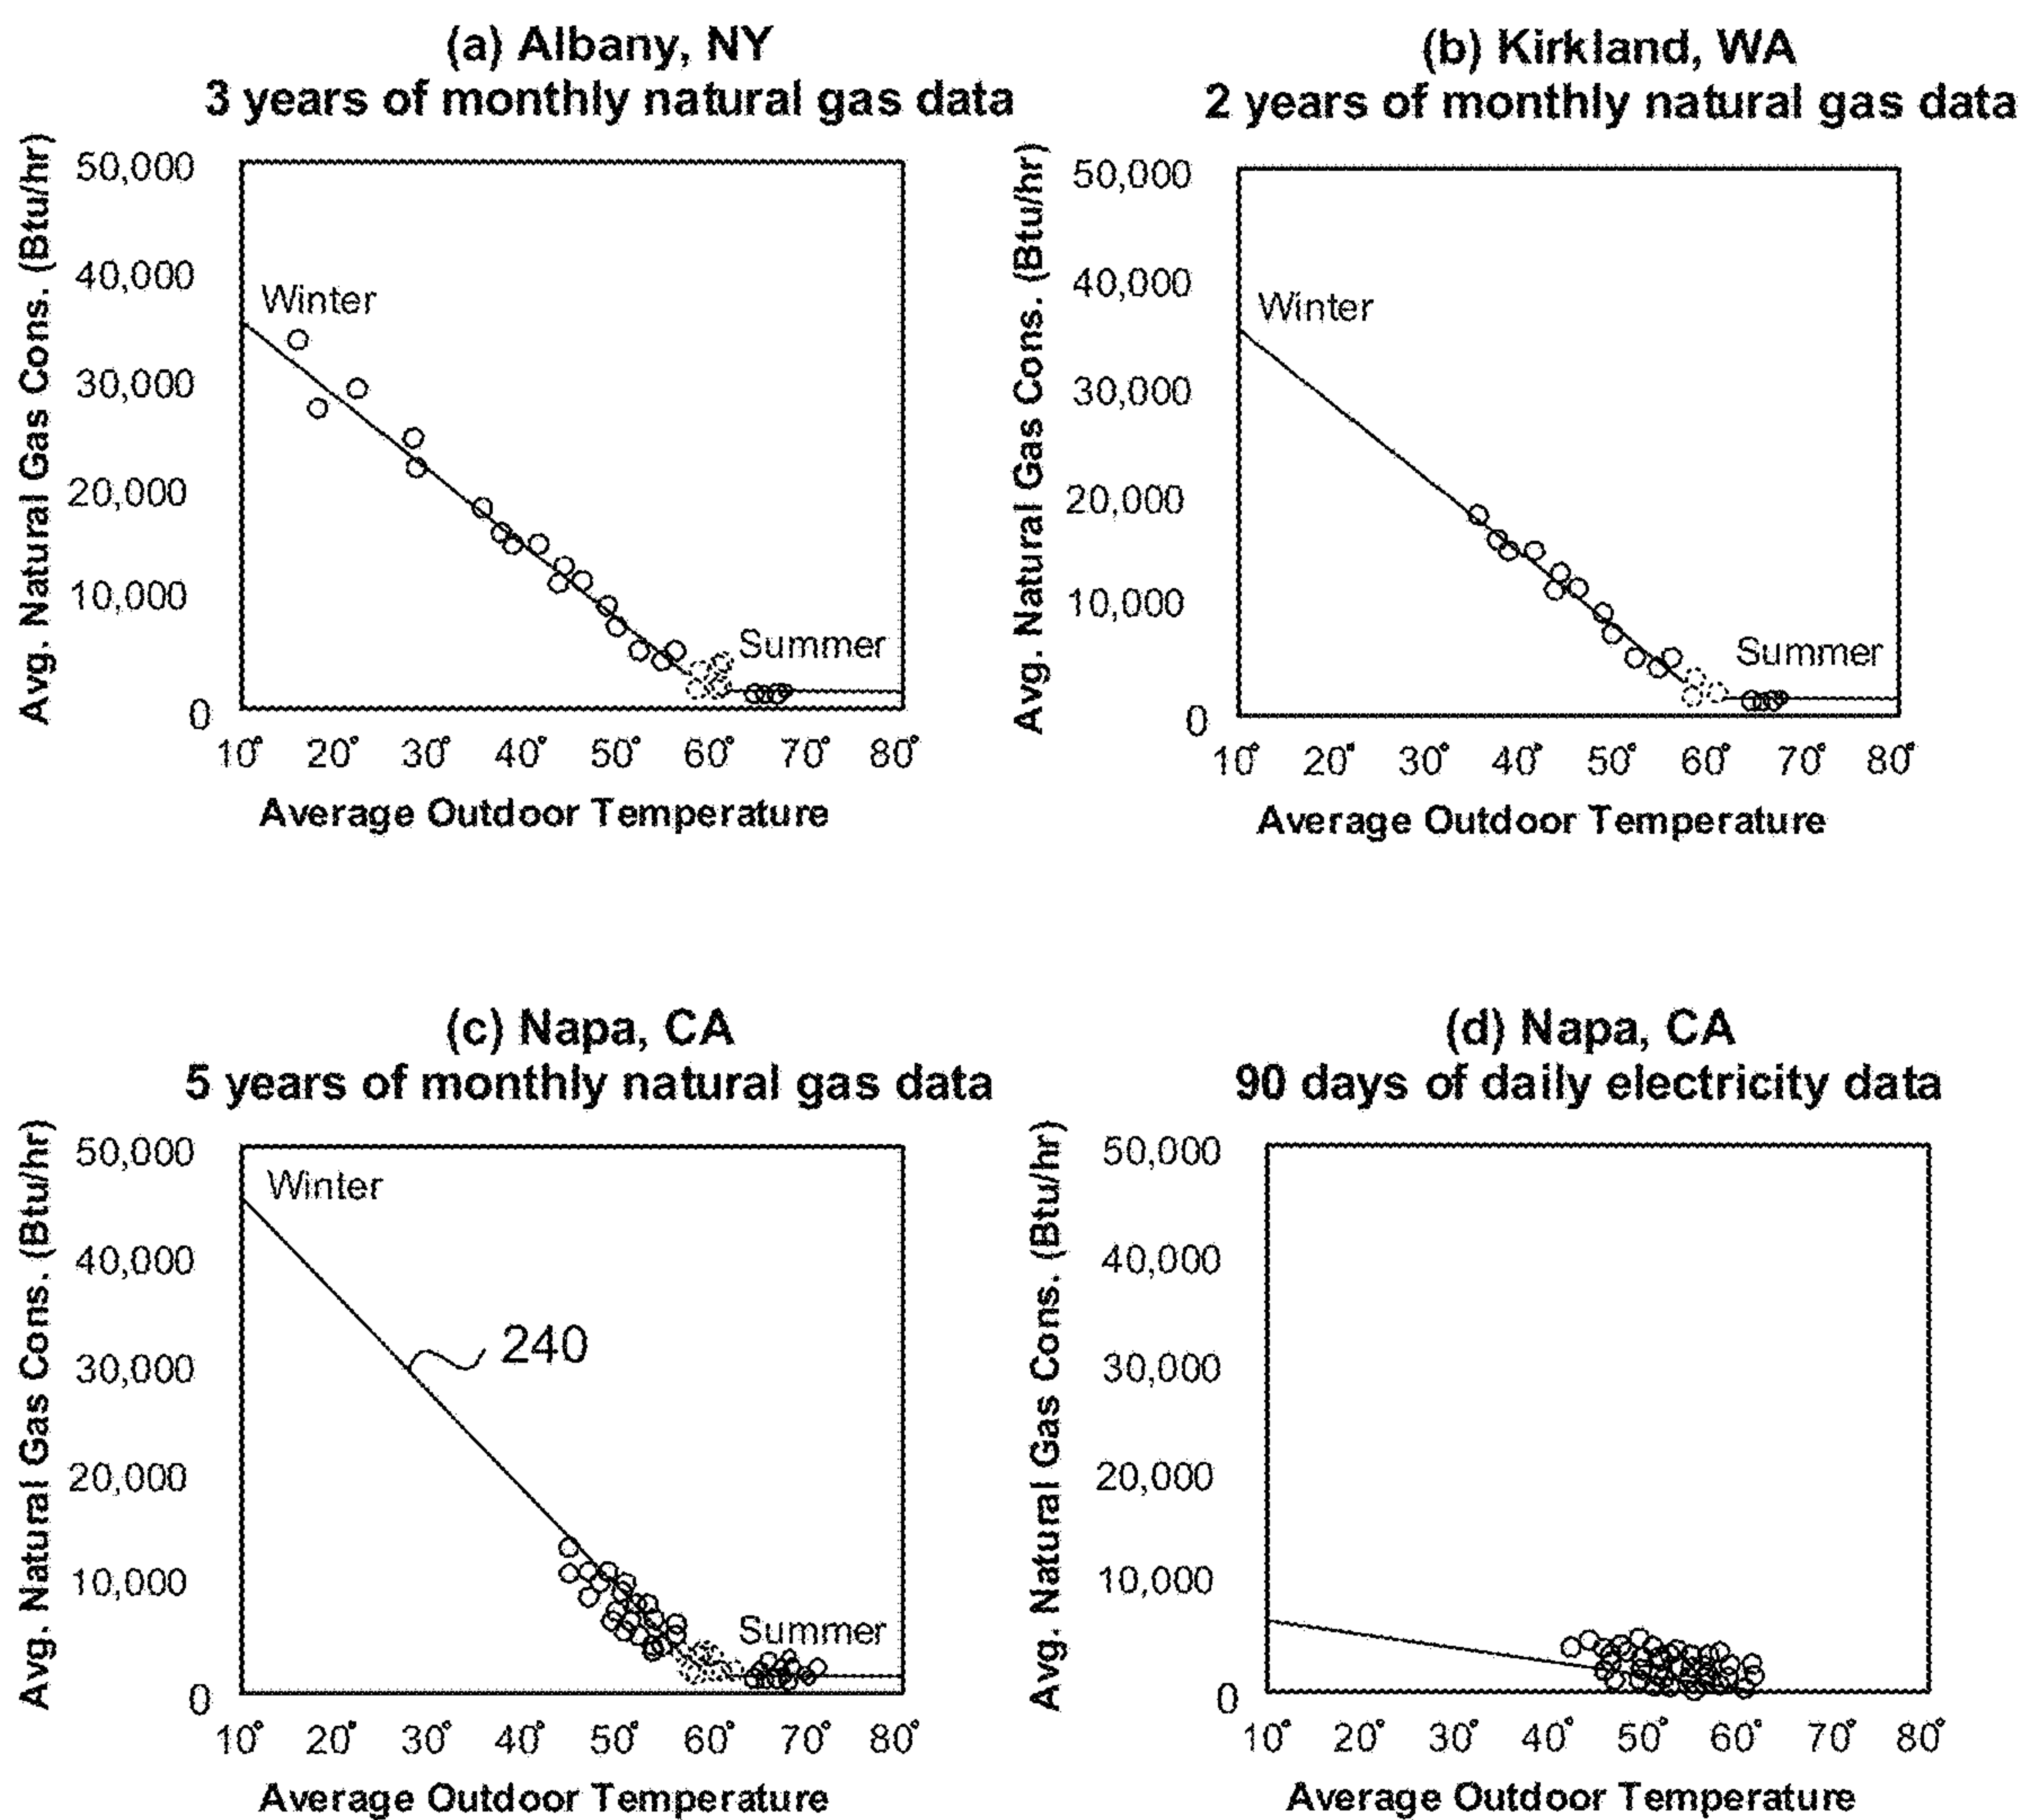 (a) Albany, NY
3 years of monthly natural gas data
Avg. Natural Gas Cons. (Btu/hr)
50,000
40,000
30,000
20,000
10,000
0
Winter
Summer
10° 20° 30° 40° 50° 60° 70° 80°
Average Outdoor Temperature
(b) Kirkland, WA
2 years of monthly natural gas data
Avg. Natural Gas Cons. (Btu/hr)
50,000
40,000
30,000
20,000
10,000
0
Winter
Summer
10° 20° 30° 40° 50° 60° 70° 80°
Average Outdoor Temperature
(c) Napa, CA
5 years of monthly natural gas data
Avg. Natural Gas Cons. (Btu/hr)
50,000
40,000
30,000
20,000
10,000
0
Winter
240
Summer
10° 20° 30° 40° 50° 60° 70° 80°
Average Outdoor Temperature
(d) Napa, CA
90 days of daily electricity data
Avg. Natural Gas Cons. (Btu/hr)
50,000
40,000
30,000
20,000
10,000
0
10° 20° 30° 40° 50° 60° 70° 80°
Average Outdoor Temperature